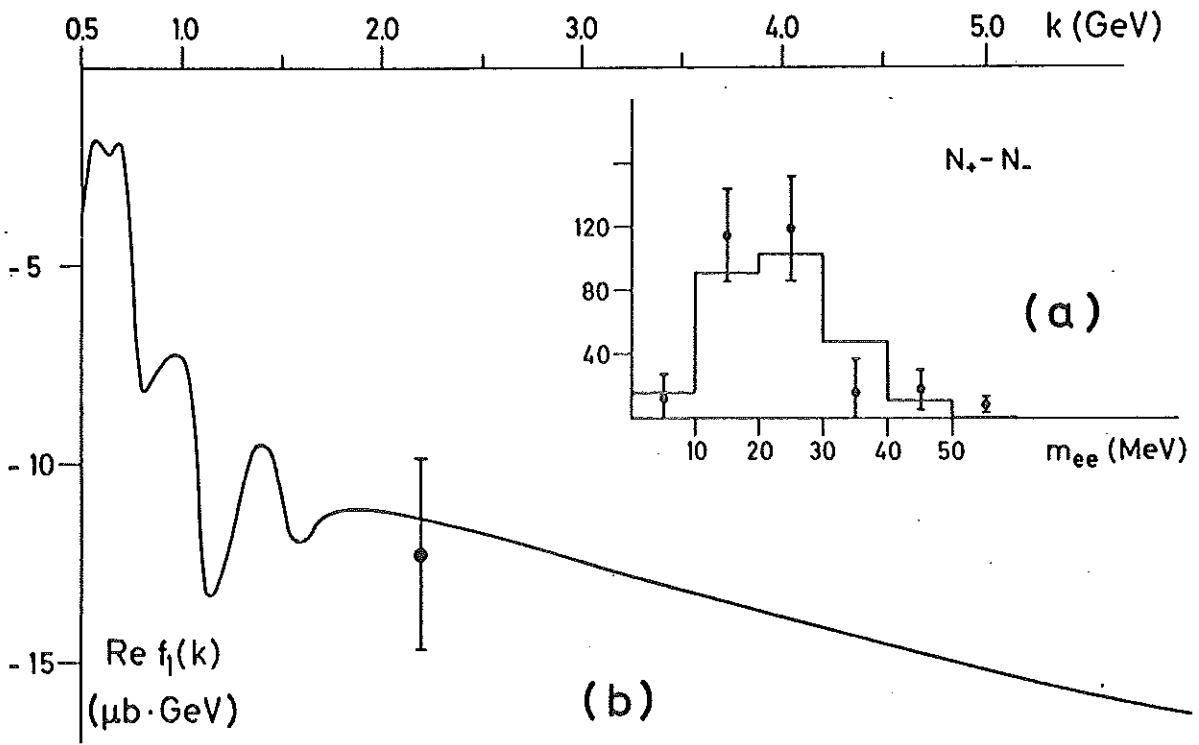 0.5 1.0 2.0 3.0 4.0 5.0 k (GeV)
N₊ – N₋
120
80
40
(a)
10 20 30 40 50 mₑₑ (MeV)
- 5
- 10
- 15
Re f₁(k)
(μb·GeV)
(b)